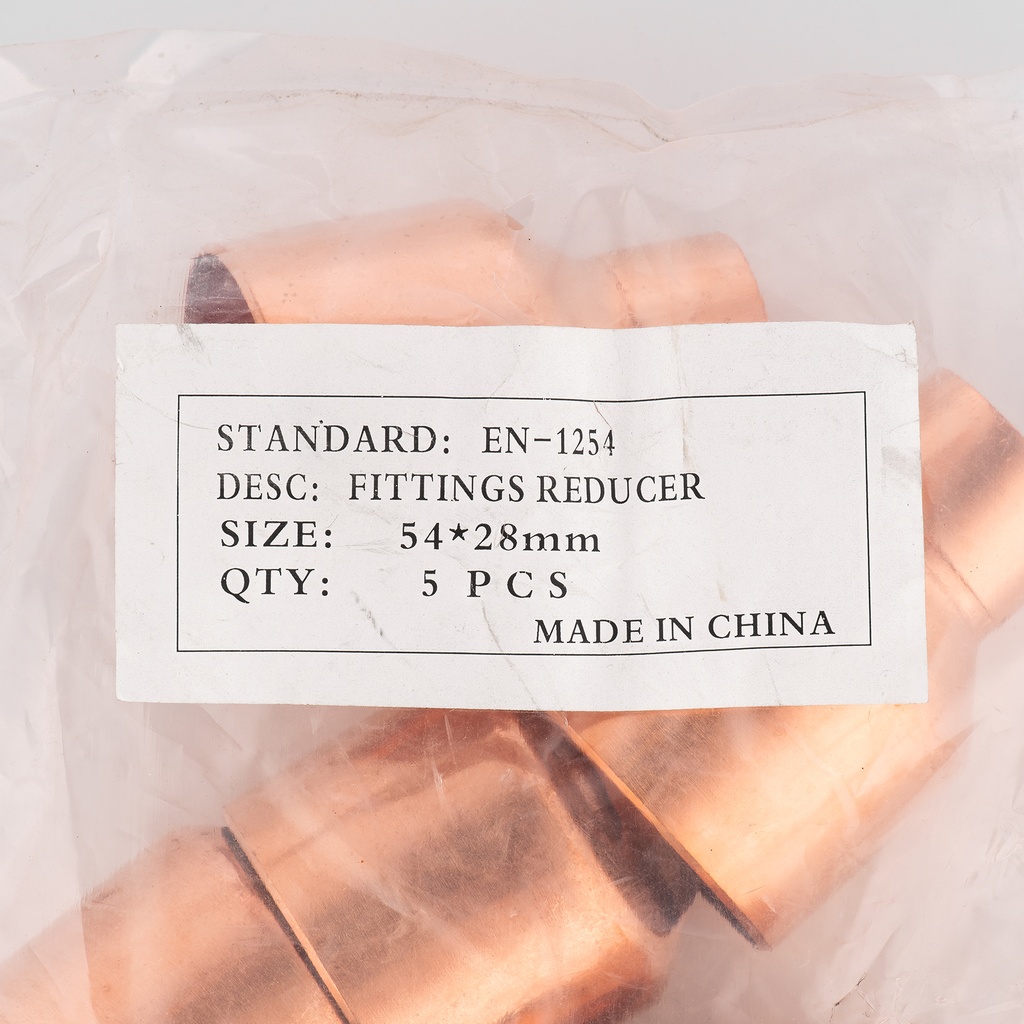 STANDARD: EN-1254
DESC: FITTINGS REDUCER
SIZE: 54*28mm
QTY: 5 PCS
MADE IN CHINA